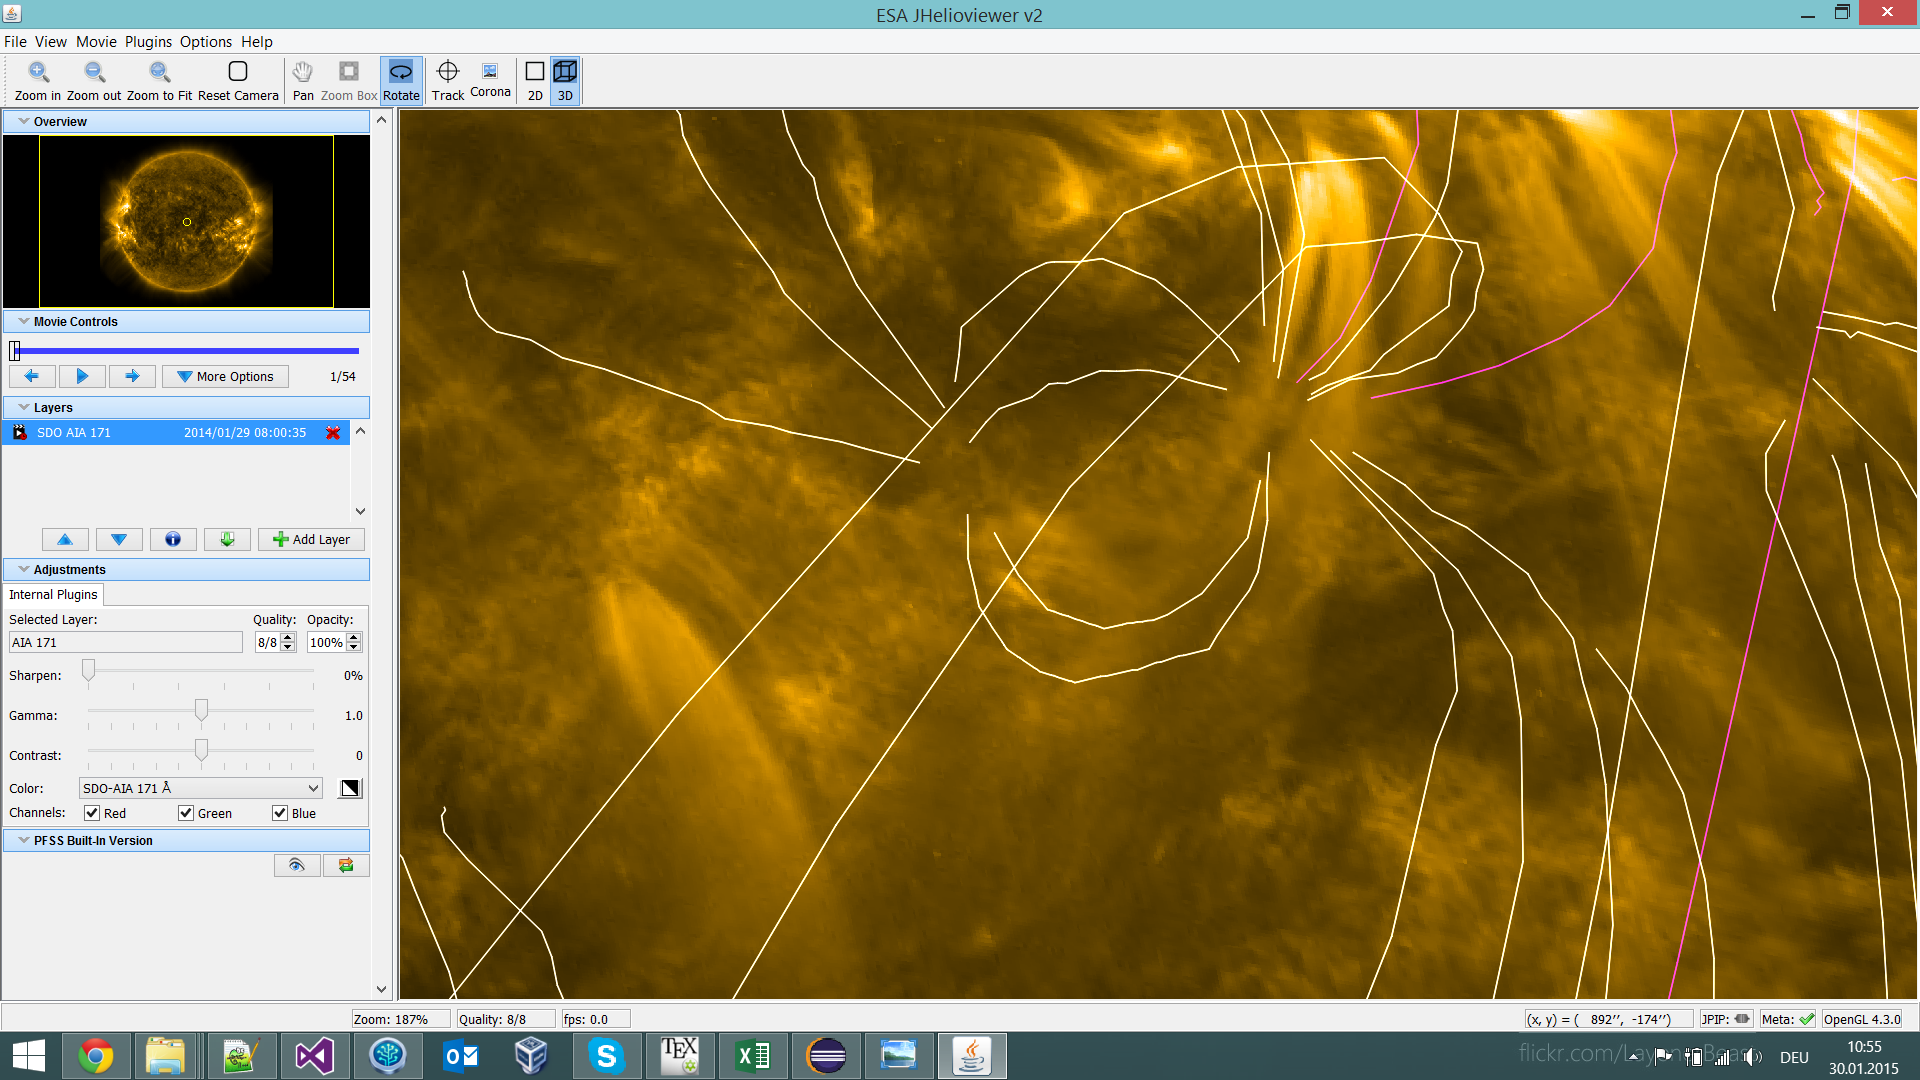 ESA JHelioviewer v2
File View Movie Plugins Options Help
Zoom in Zoom out Zoom to Fit Reset Camera Pan Zoom Box Rotate Track Corona 2D 3D
Overview
Movie Controls
More Options 1/54
Layers
SDO AIA 171 2014/01/29 08:00:35
Add Layer
Adjustments
Internal Plugins
Selected Layer: Quality: Opacity:
AIA 171 8/8 100%
Sharpen: 0%
Gamma: 1.0
Contrast: 0
Color: SDO-AIA 171 Å
Channels: Red Green Blue
PFSS Built-In Version
Zoom: 187% Quality: 8/8 fps: 0.0 (x, y) = ( 892’’, -174’’) JPIP: Meta: OpenGL 4.3.0
TEX
DEU
10:55
30.01.2015